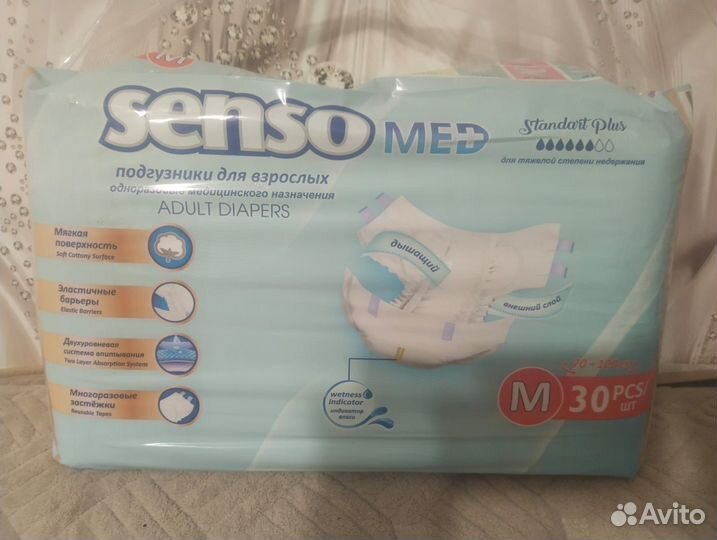 M
senso MED
Standart Plus
для тяжелой степени недержания
подгузники для взрослых
одноразовые медицинского назначения
ADULT DIAPERS
Мягкая
поверхность
Soft Cottony Surface
Эластичные
барьеры
Elastic Barriers
Двухуровневая
система впитывания
Two Layer Absorption System
Многоразовые
застёжки
Reusable Tapes
дышащий
внешний слой
wetness
indicator
индикатор
влаги
M 30 PCS/
ШТ
Avito